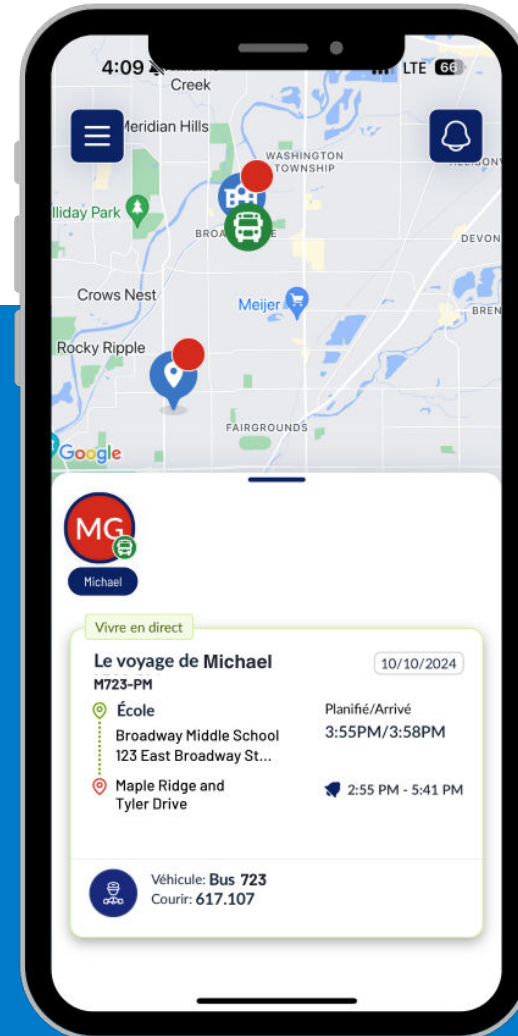 4:09 LTE 66
Creek
Meridian Hills
WASHINGTON
TOWNSHIP
lliday Park
DEVON
Crows Nest
Meijer
BREN
Rocky Ripple
FAIRGROUNDS
Google
MG
Michael
Vivre en direct
Le voyage de Michael
10/10/2024
M723-PM
École
Planifié/Arrivé
Broadway Middle School
3:55PM/3:58PM
123 East Broadway St...
Maple Ridge and
Tyler Drive
2:55 PM - 5:41 PM
Véhicule: Bus 723
Courir: 617.107